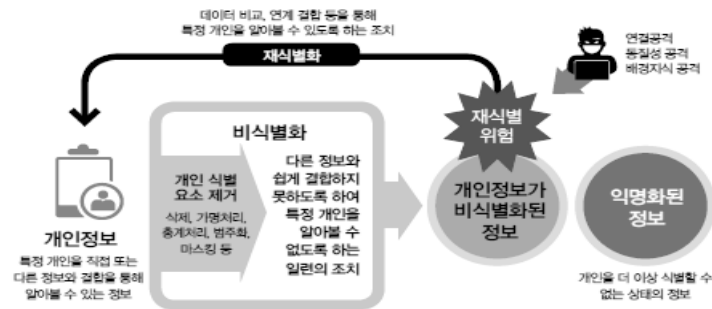 데이터 비교, 연계 결합 등을 통해
특정 개인을 알아볼 수 있도록 하는 조치
재식별화
연결공격
동질성 공격
배경지식 공격
재식별
위험
비식별화
개인 식별
요소 제거
삭제, 가명처리,
총계처리, 범주화,
마스킹 등
다른 정보와
쉽게 결합하지
못하도록 하여
특정 개인을
알아볼 수
없도록 하는
일련의 조치
개인정보가
비식별화된
정보
익명화된
정보
개인정보
특정 개인을 직접 또는
다른 정보와 결합을 통해
알아볼 수 있는 정보
개인을 더 이상 식별할 수
없는 상태의 정보